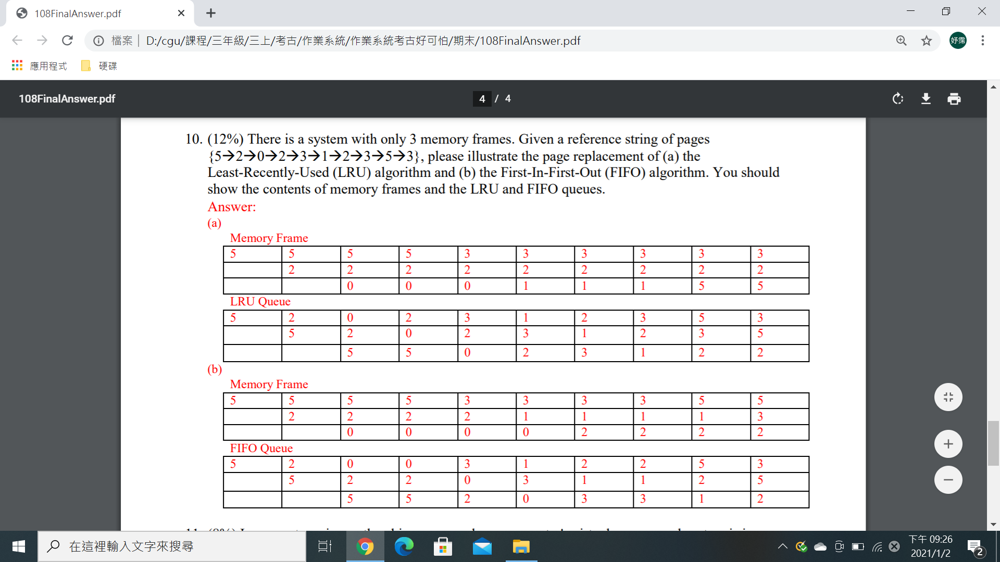 108FinalAnswer.pdf
檔案 D:/cgu/課程/三年級/三上/考古/作業系統/作業系統考古好可怕/期末/108FinalAnswer.pdf
妤霈
應用程式 硬碟
108FinalAnswer.pdf 4 / 4
10. (12%) There is a system with only 3 memory frames. Given a reference string of pages
{5→2→0→2→3→1→2→3→5→3}, please illustrate the page replacement of (a) the
Least-Recently-Used (LRU) algorithm and (b) the First-In-First-Out (FIFO) algorithm. You should
show the contents of memory frames and the LRU and FIFO queues.
Answer:
(a)
Memory Frame
5 5 5 5 3 3 3 3 3 3
2 2 2 2 2 2 2 2 2
0 0 0 1 1 1 5 5
LRU Queue
5 2 0 2 3 1 2 3 5 3
5 2 0 2 3 1 2 3 5
5 5 0 2 3 1 2 2
(b)
Memory Frame
5 5 5 5 3 3 3 3 5 5
2 2 2 2 1 1 1 1 3
0 0 0 0 2 2 2 2
FIFO Queue
5 2 0 0 3 1 2 2 5 3
5 2 2 0 3 1 1 2 5
5 5 2 0 3 3 1 2
在這裡輸入文字來搜尋
下午 09:26
2021/1/2
2